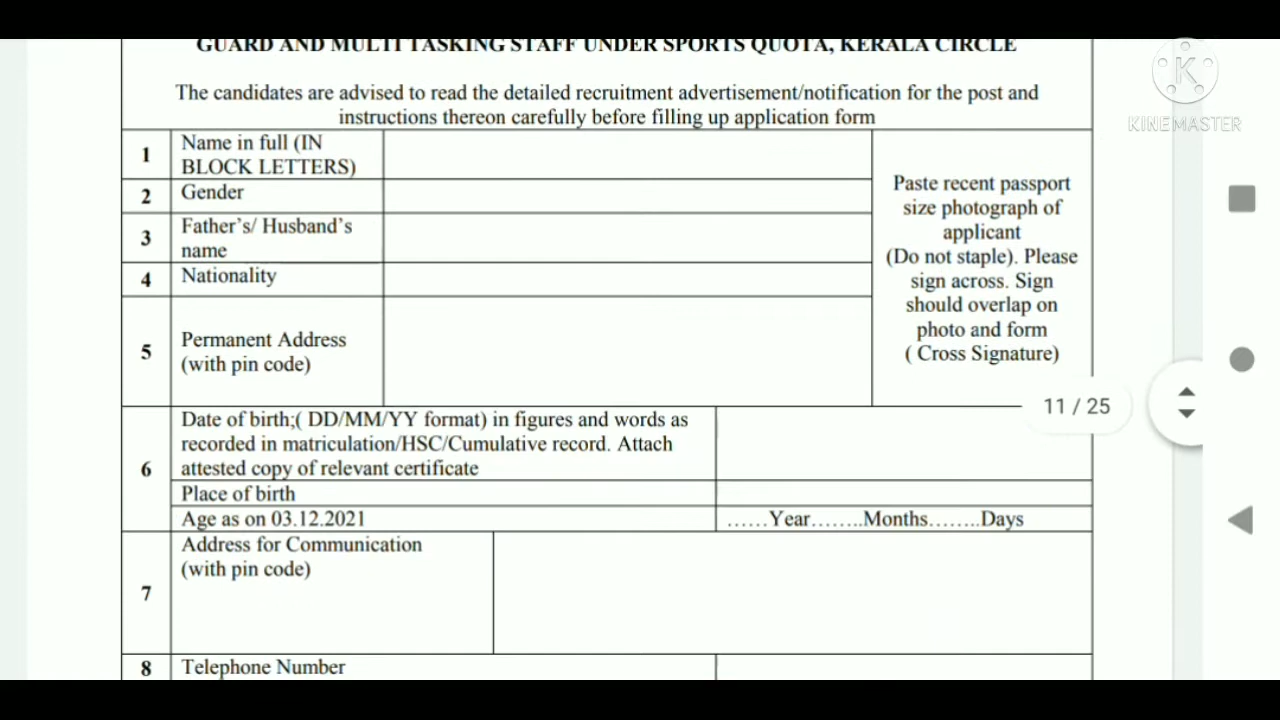 GUARD AND MULTI TASKING STAFF UNDER SPORTS QUOTA, KERALA CIRCLE
The candidates are advised to read the detailed recruitment advertisement/notification for the post and
instructions thereon carefully before filling up application form
K
KINEMASTER
1
Name in full (IN
BLOCK LETTERS)
2
Gender
3
Father's/ Husband's
name
4
Nationality
5
Permanent Address
(with pin code)
Paste recent passport
size photograph of
applicant
(Do not staple). Please
sign across. Sign
should overlap on
photo and form
( Cross Signature)
11 / 25
6
Date of birth;( DD/MM/YY format) in figures and words as
recorded in matriculation/HSC/Cumulative record. Attach
attested copy of relevant certificate
Place of birth
Age as on 03.12.2021
......Year........Months........Days
7
Address for Communication
(with pin code)
8
Telephone Number